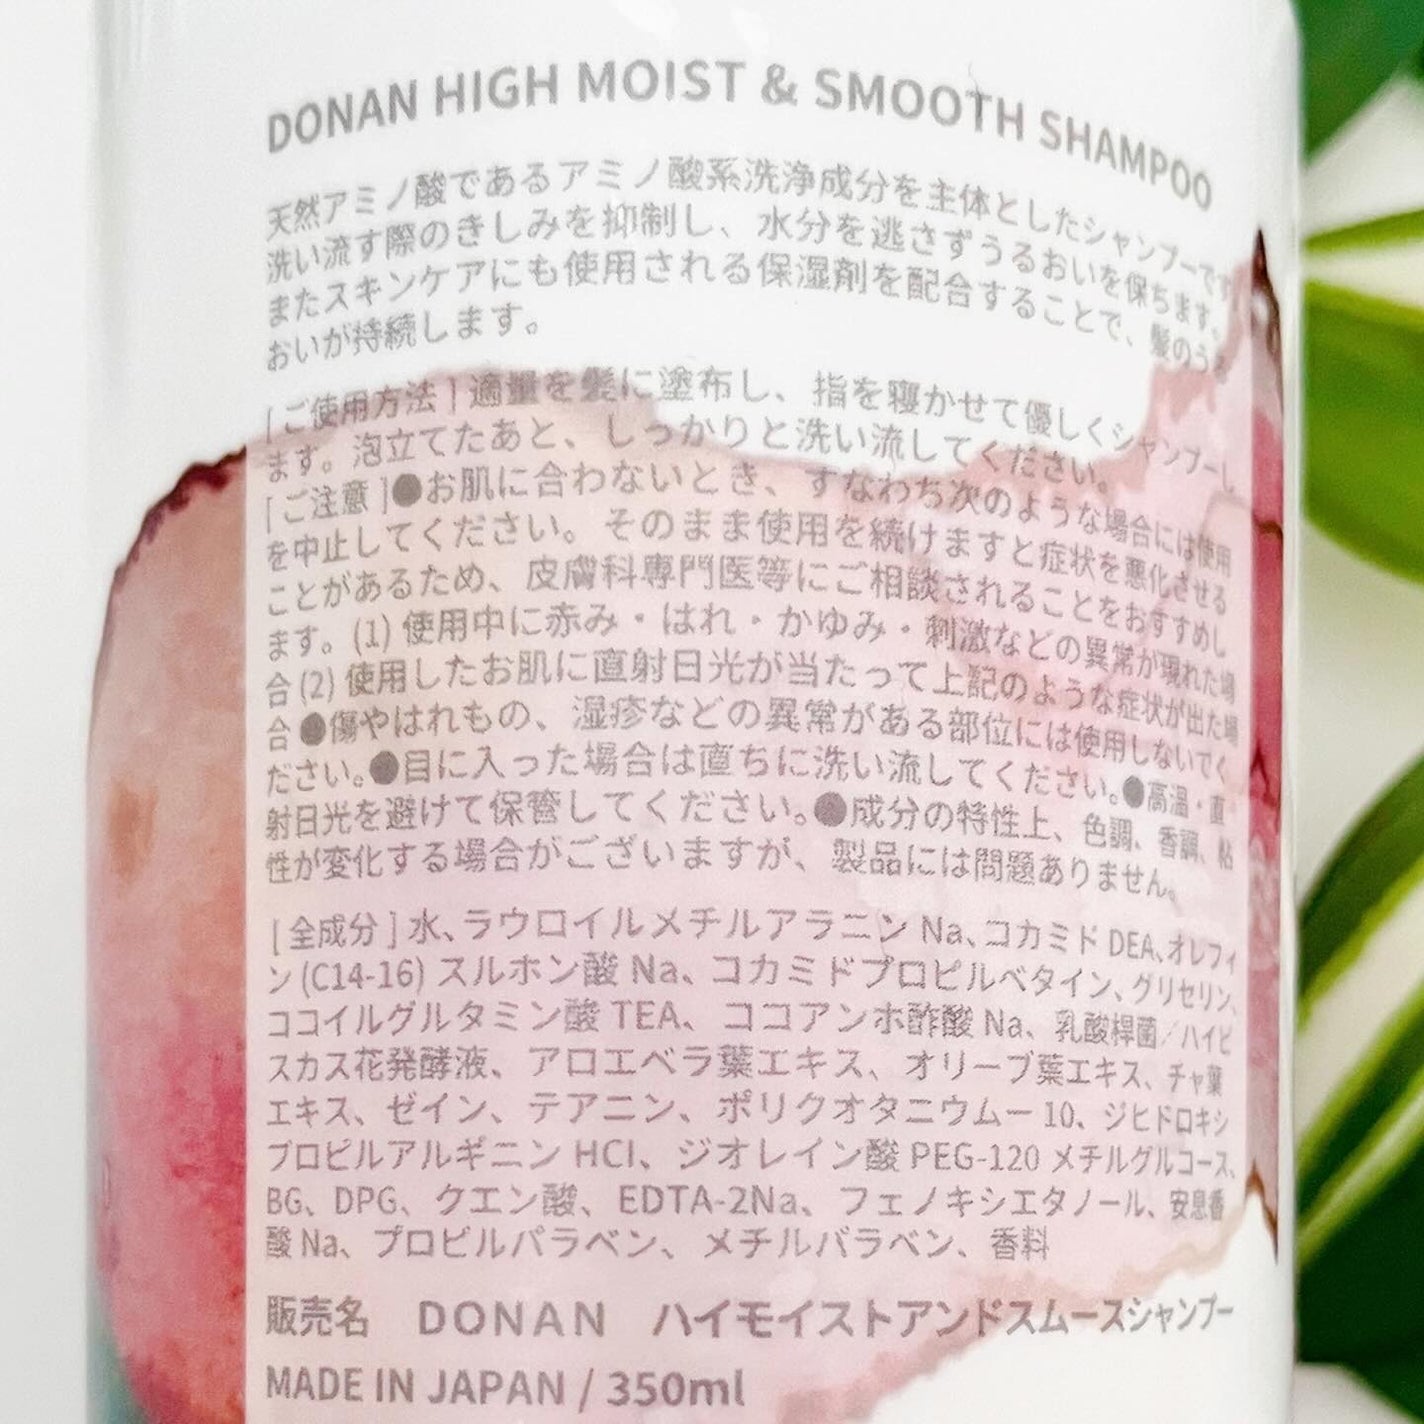 DONAN HIGH MOIST & SMOOTH SHAMPOO
天然アミノ酸であるアミノ酸系洗浄成分を主体としたシャンプーです
洗い流す際のきしみを抑制し、水分を逃さずうるおいを保ちます。
またスキンケアにも使用される保湿剤を配合することで、髪のうる
おいが持続します。
[ご使用方法] 適量を髪に塗布し、指を寝かせて優しくシャンプーし
ます。泡立てたあと、しっかりと洗い流してください。
[ご注意]●お肌に合わないとき、すなわち次のような場合には使用
を中止してください。そのまま使用を続けますと症状を悪化させる
ことがあるため、皮膚科専門医等にご相談されることをおすすめし
ます。(1) 使用中に赤み・はれ・かゆみ・刺激などの異常が現れた場
合 (2) 使用したお肌に直射日光が当たって上記のような症状が出た場
合 ●傷やはれもの、湿疹などの異常がある部位には使用しないでく
ださい。●目に入った場合は直ちに洗い流してください。●高温・直
射日光を避けて保管してください。●成分の特性上、色調、香調、粘
性が変化する場合がございますが、製品には問題ありません。
[ 全成分 ] 水、ラウロイルメチルアラニン Na、コカミド DEA、オレフィ
ン (C14-16) スルホン酸 Na、コカミドプロピルベタイン、グリセリン、
ココイルグルタミン酸 TEA、ココアンホ酢酸 Na、乳酸桿菌／ハイビ
スカス花発酵液、アロエベラ葉エキス、オリーブ葉エキス、チャ葉
エキス、ゼイン、テアニン、ポリクオタニウムー 10、ジヒドロキシ
プロピルアルギニン HCl、ジオレイン酸 PEG-120 メチルグルコース、
BG、DPG、クエン酸、EDTA-2Na、フェノキシエタノール、安息香
酸 Na、プロピルパラベン、メチルパラベン、香料
販売名 DONAN ハイモイストアンドスムースシャンプー
MADE IN JAPAN / 350ml